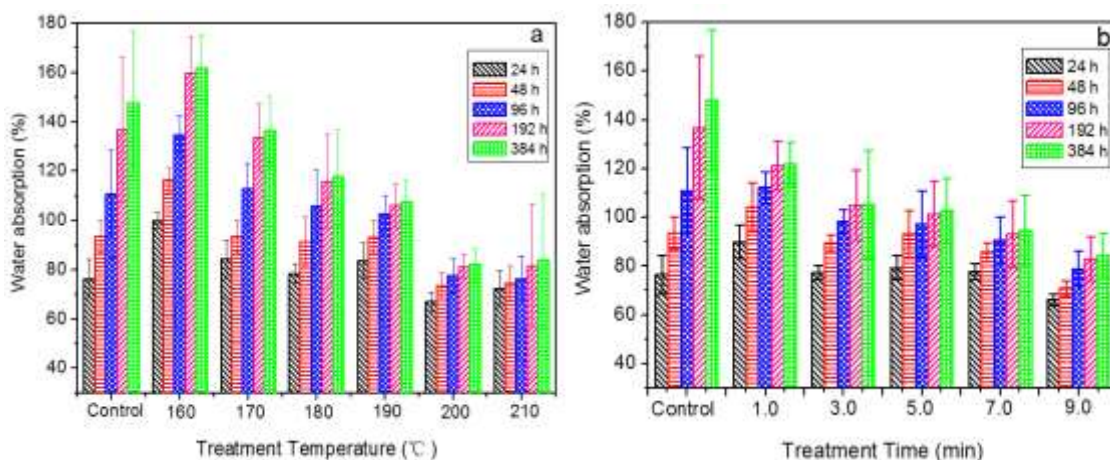 180
160
140
120
100
80
60
40
Water absorption (%)
a
24 h
48 h
96 h
192 h
384 h
Control 160 170 180 190 200 210
Treatment Temperature (℃)
180
160
140
120
100
80
60
40
Water absorption (%)
b
24 h
48 h
96 h
192 h
384 h
Control 1.0 3.0 5.0 7.0 9.0
Treatment Time (min)